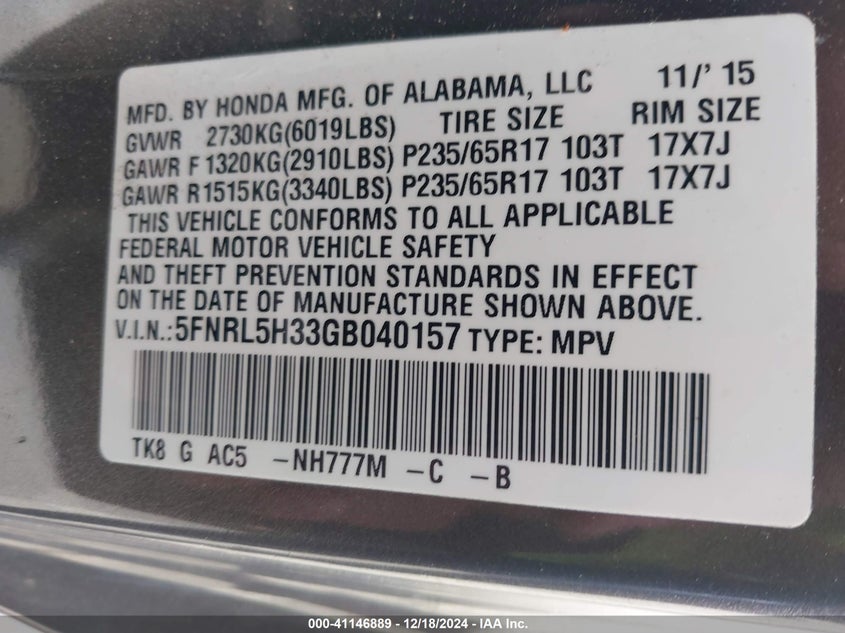 MFD. BY HONDA MFG. OF ALABAMA, LLC 11/' 15
GVWR 2730KG(6019LBS) TIRE SIZE RIM SIZE
GAWR F 1320KG(2910LBS) P235/65R17 103T 17X7J
GAWR R1515KG(3340LBS) P235/65R17 103T 17X7J
THIS VEHICLE CONFORMS TO ALL APPLICABLE
FEDERAL MOTOR VEHICLE SAFETY
AND THEFT PREVENTION STANDARDS IN EFFECT
ON THE DATE OF MANUFACTURE SHOWN ABOVE.
V.I.N.:5FNRL5H33GB040157 TYPE: MPV
TK8 G AC5 -NH777M -C -B
000-41146889 - 12/18/2024 - IAA Inc.